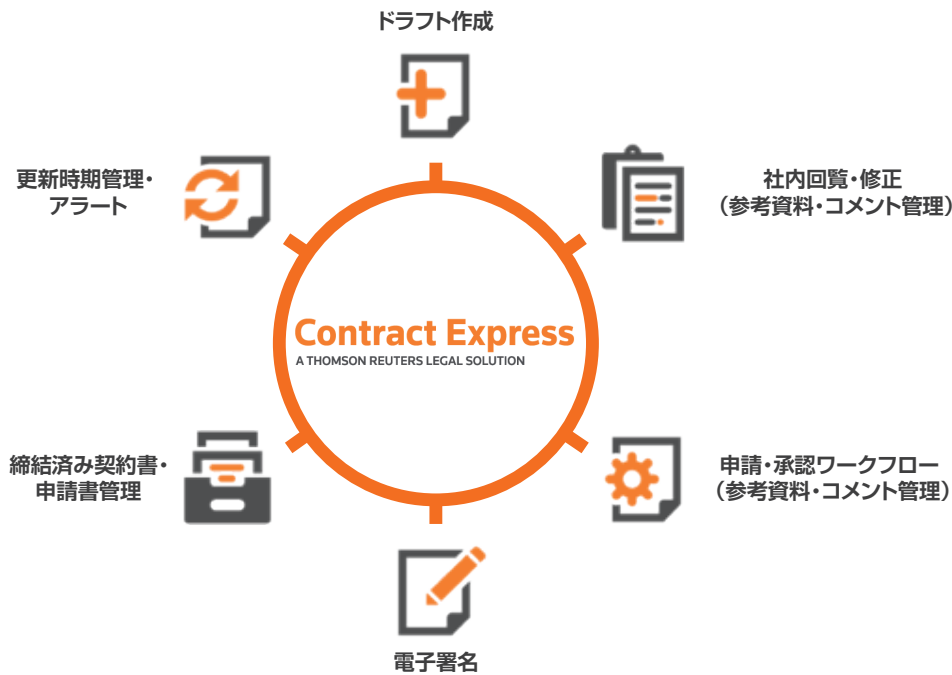 ドラフト作成
社内回覧・修正
（参考資料・コメント管理）
申請・承認ワークフロー
（参考資料・コメント管理）
電子署名
締結済み契約書・
申請書管理
更新時期管理・
アラート
Contract Express
A THOMSON REUTERS LEGAL SOLUTION